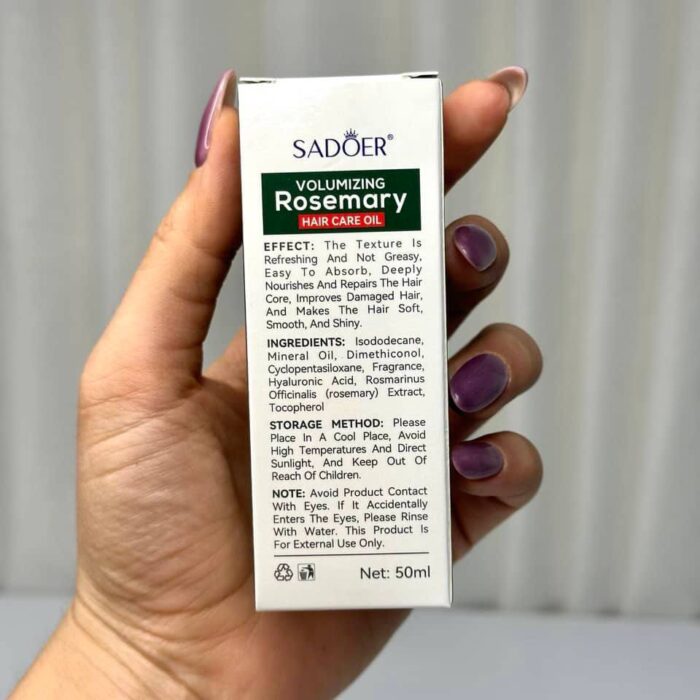 SADOER®
VOLUMIZING
Rosemary
HAIR CARE OIL
EFFECT: The Texture Is
Refreshing And Not Greasy,
Easy To Absorb, Deeply
Nourishes And Repairs The Hair
Core, Improves Damaged Hair,
And Makes The Hair Soft,
Smooth, And Shiny.
INGREDIENTS: Isododecane,
Mineral Oil, Dimethiconol,
Cyclopentasiloxane, Fragrance,
Hyaluronic Acid, Rosmarinus
Officinalis (rosemary) Extract,
Tocopherol
STORAGE METHOD: Please
Place In A Cool Place, Avoid
High Temperatures And Direct
Sunlight, And Keep Out Of
Reach Of Children.
NOTE: Avoid Product Contact
With Eyes. If It Accidentally
Enters The Eyes, Please Rinse
With Water. This Product Is
For External Use Only.
Net: 50ml